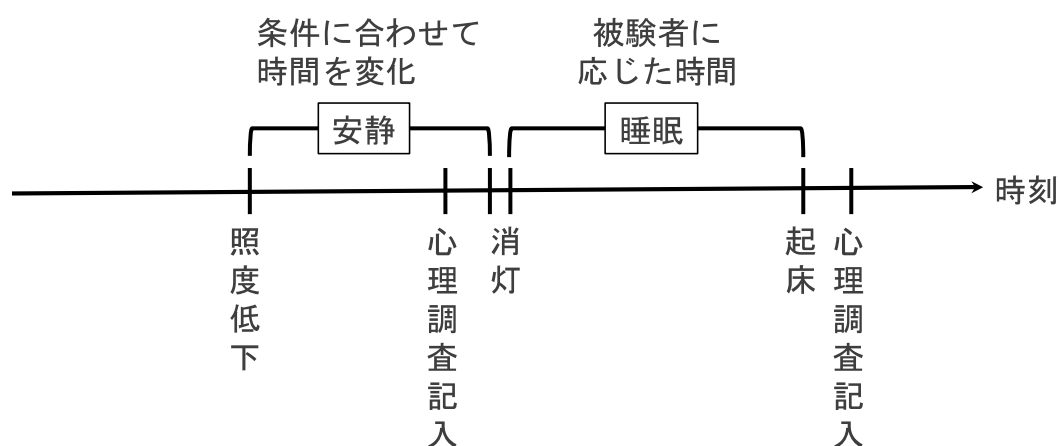 条件に合わせて
時間を変化
被験者に
応じた時間
安静
睡眠
時刻
照度低下
心理調査記入
消灯
起床
心理調査記入